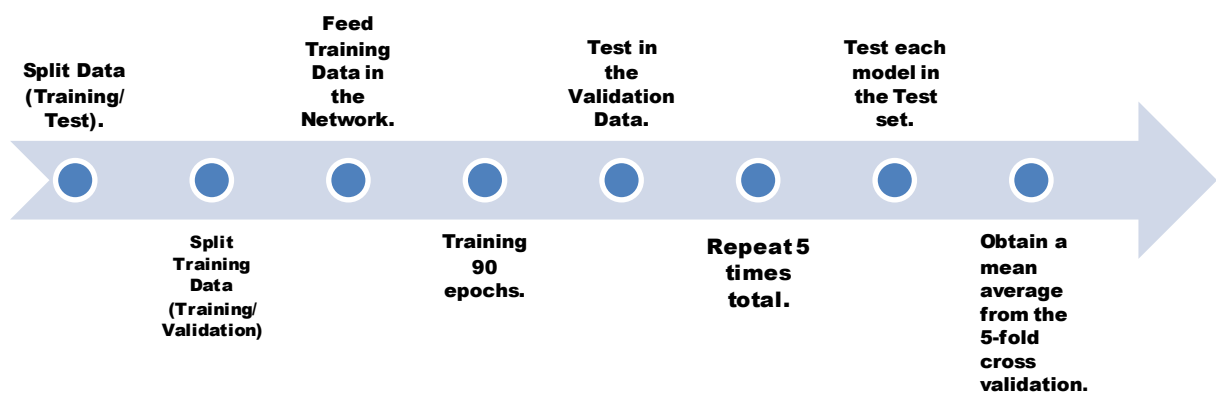 Split Data
(Training/
Test).
Split
Training
Data
(Training/
Validation)
Feed
Training
Data in
the
Network.
Training
90
epochs.
Test in
the
Validation
Data.
Repeat 5
times
total.
Test each
model in
the Test
set.
Obtain a
mean
average
from the
5-fold
cross
validation.